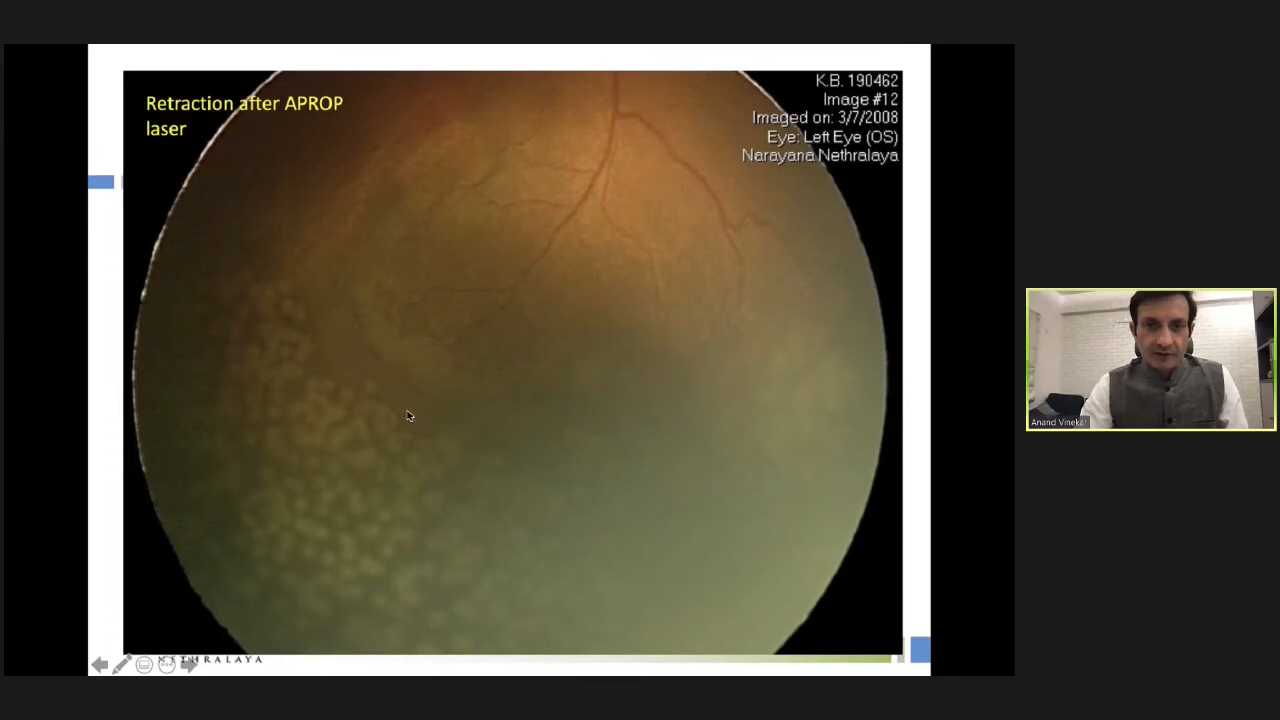 Retraction after APROP
laser
K.B. 190462
Image #12
Imaged on: 3/7/2008
Eye: Left Eye (OS)
Narayana Nethralaya
Anand Vinekar
NETHRALAYA